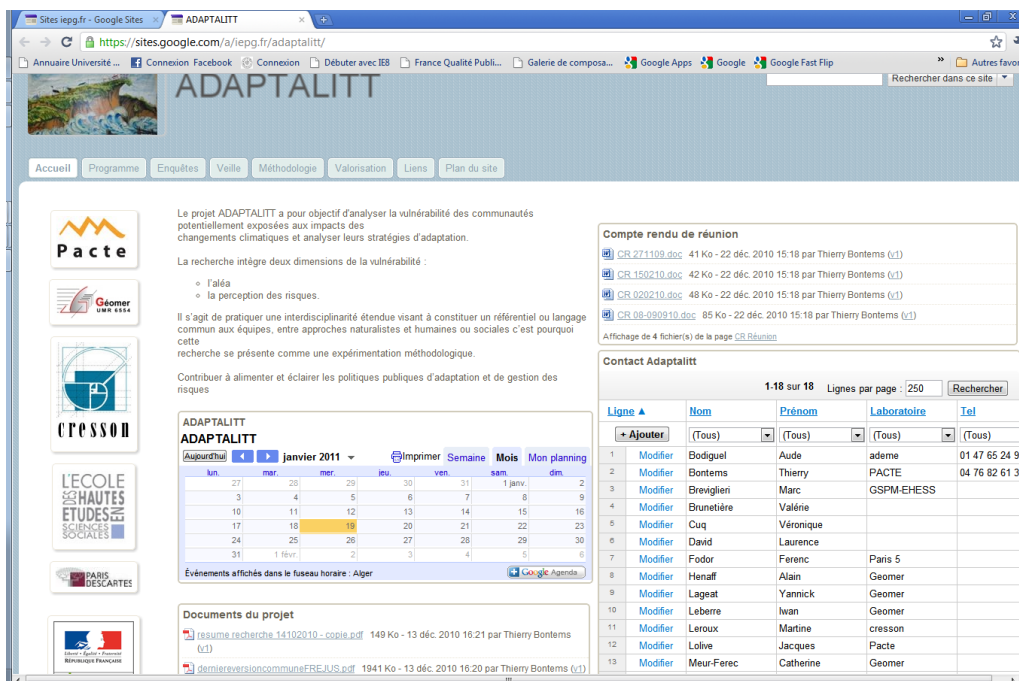 Sites iepg.fr - Google Sites
ADAPTALITT
https://sites.google.com/a/iepg.fr/adaptalitt/
Annuaire Université ... Connexion Facebook Connexion Débuter avec IE8 France Qualité Publi... Galerie de composa... Google Apps Google Google Fast Flip » Autres favor
ADAPTALITT
Rechercher dans ce site
Accueil Programme Enquêtes Veille Méthodologie Valorisation Liens Plan du site
Pacte
Géomer
UMR 6554
cresson
L'ECOLE
DES HAUTES
ETUDES EN
SCIENCES
SOCIALES
PARIS
DESCARTES
Liberté • Égalité • Fraternité
RÉPUBLIQUE FRANÇAISE
Le projet ADAPTALITT a pour objectif d'analyser la vulnérabilité des communautés
potentiellement exposées aux impacts des
changements climatiques et analyser leurs stratégies d'adaptation.
La recherche intègre deux dimensions de la vulnérabilité :
l'aléa
la perception des risques.
Il s'agit de pratiquer une interdisciplinarité étendue visant à constituer un référentiel ou langage
commun aux équipes, entre approches naturalistes et humaines ou sociales c'est pourquoi
cette
recherche se présente comme une expérimentation méthodologique.
Contribuer à alimenter et éclairer les politiques publiques d'adaptation et de gestion des
risques
ADAPTALITT
ADAPTALITT
Aujourd'hui janvier 2011 Imprimer Semaine Mois Mon planning
lun. mar. mer. jeu. ven. sam. dim.
27 28 29 30 31 1 janv. 2
3 4 5 6 7 8 9
10 11 12 13 14 15 16
17 18 19 20 21 22 23
24 25 26 27 28 29 30
31 1 févr. 2 3 4 5 6
Événements affichés dans le fuseau horaire : Alger Google Agenda
Documents du projet
resume recherche 14102010 - copie.pdf 149 Ko - 13 déc. 2010 16:21 par Thierry Bontems
(v1)
derniereversioncommuneFREJUS.pdf 1941 Ko - 13 déc. 2010 16:20 par Thierry Bontems (v1)
Compte rendu de réunion
CR 271109.doc 41 Ko - 22 déc. 2010 15:18 par Thierry Bontems (v1)
CR 150210.doc 42 Ko - 22 déc. 2010 15:18 par Thierry Bontems (v1)
CR 020210.doc 48 Ko - 22 déc. 2010 15:18 par Thierry Bontems (v1)
CR 08-090910.doc 85 Ko - 22 déc. 2010 15:18 par Thierry Bontems (v1)
Affichage de 4 fichier(s) de la page CR Réunion
Contact Adaptalitt
1-18 sur 18 Lignes par page : 250 Rechercher
Ligne ▲ Nom Prénom Laboratoire Tel
+ Ajouter (Tous) (Tous) (Tous) (Tous)
1 Modifier Bodiguel Aude ademe 01 47 65 24 9
2 Modifier Bontems Thierry PACTE 04 76 82 61 3
3 Modifier Breviglieri Marc GSPM-EHESS
4 Modifier Brunetière Valérie
5 Modifier Cuq Véronique
6 Modifier David Laurence
7 Modifier Fodor Ferenc Paris 5
8 Modifier Henaff Alain Geomer
9 Modifier Lageat Yannick Geomer
10 Modifier Leberre Iwan Geomer
11 Modifier Leroux Martine cresson
12 Modifier Lolive Jacques Pacte
13 Modifier Meur-Ferec Catherine Geomer